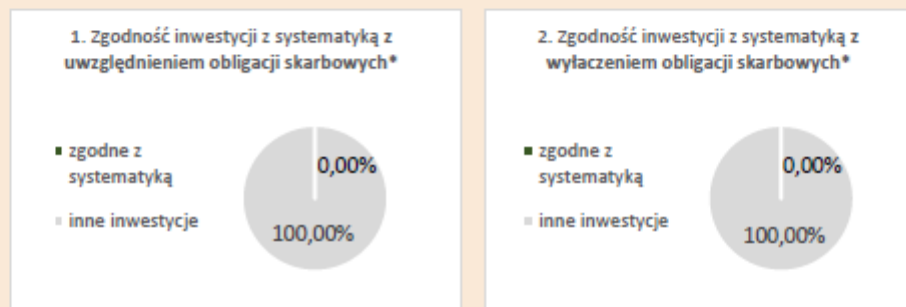 1. Zgodność inwestycji z systematyką z
uwzględnieniem obligacji skarbowych*
zgodne z
systematyką
inne inwestycje
0,00%
100,00%
2. Zgodność inwestycji z systematyką z
wyłaczeniem obligacji skarbowych*
zgodne z
systematyką
inne inwestycje
0,00%
100,00%